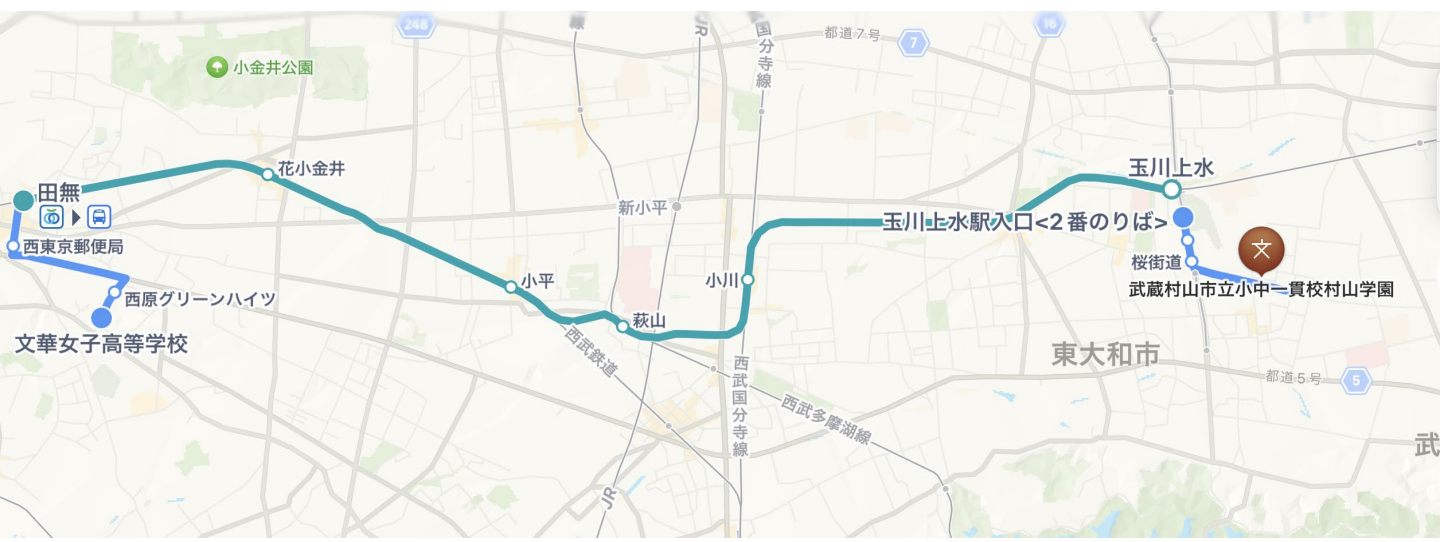 248
線
JR
国分寺線
都道7号
7
16
小金井公園
田無
花小金井
新小平
玉川上水
玉川上水駅入口<2番のりば>
西東京郵便局
桜街道
文
小平
小川
武蔵村山市立小中一貫校村山学園
西原グリーンハイツ
萩山
文華女子高等学校
西武鉄道
東大和市
西武国分寺線
都道5号
5
西武多摩湖線
武
JR